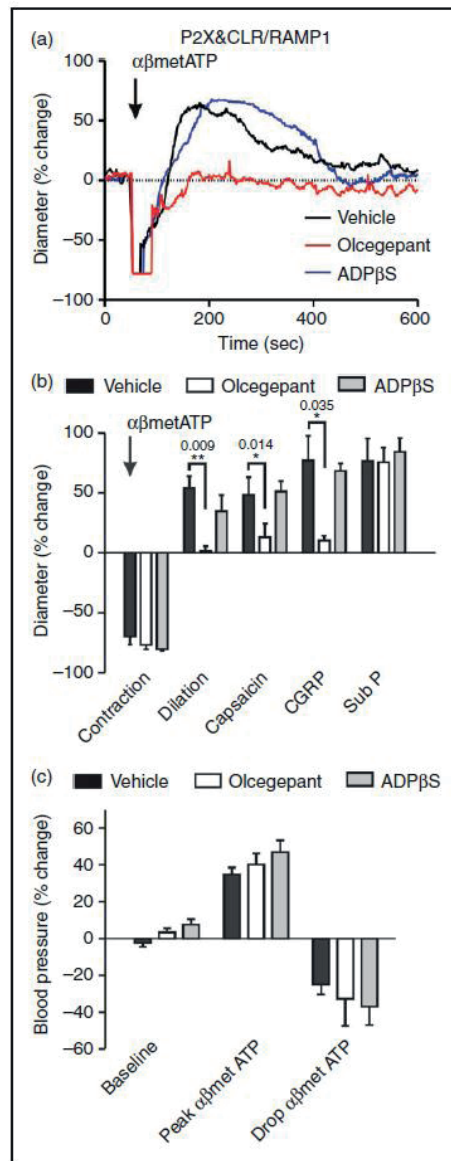 (a)
P2X&CLR/RAMP1
αβmetATP
100
50
0
−50
−100
Diameter (% change)
Vehicle
Olcegepant
ADPβS
0
200
400
600
Time (sec)
(b)
Vehicle
Olcegepant
ADPβS
αβmetATP
0.009
**
0.014
*
0.035
*
100
50
0
−50
−100
Diameter (% change)
Contraction
Dilation
Capsaicin
CGRP
Sub P
(c)
Vehicle
Olcegepant
ADPβS
60
40
20
0
−20
−40
−60
Blood pressure (% change)
Baseline
Peak αβmet ATP
Drop αβmet ATP